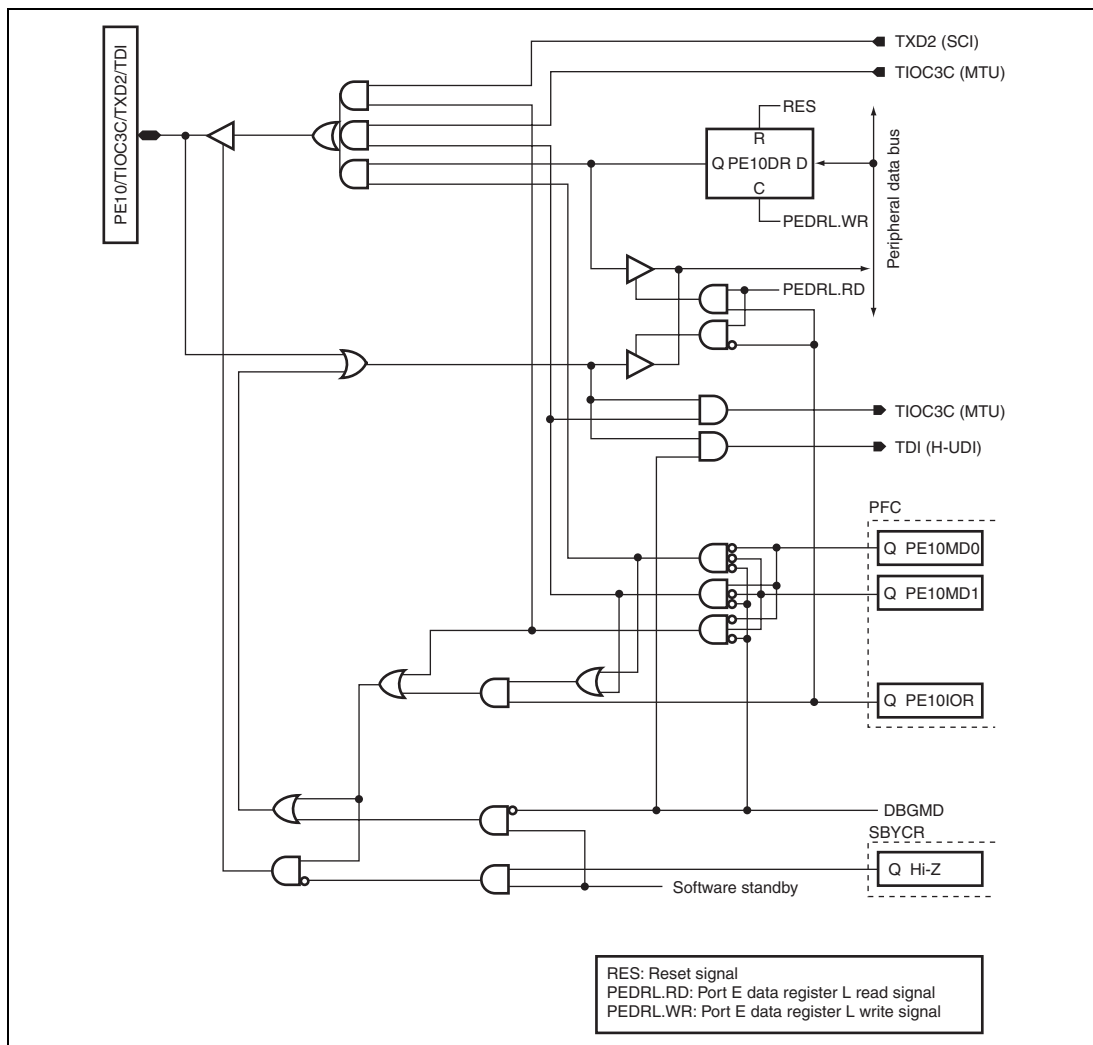 PE10/TIOC3C/TXD2/TDI
TXD2 (SCI)
TIOC3C (MTU)
RES
R
Q PE10DR D
C
PEDRL.WR
Peripheral data bus
PEDRL.RD
TIOC3C (MTU)
TDI (H-UDI)
PFC
Q PE10MD0
Q PE10MD1
Q PE10IOR
DBGMD
SBYCR
Q Hi-Z
Software standby
RES: Reset signal
PEDRL.RD: Port E data register L read signal
PEDRL.WR: Port E data register L write signal